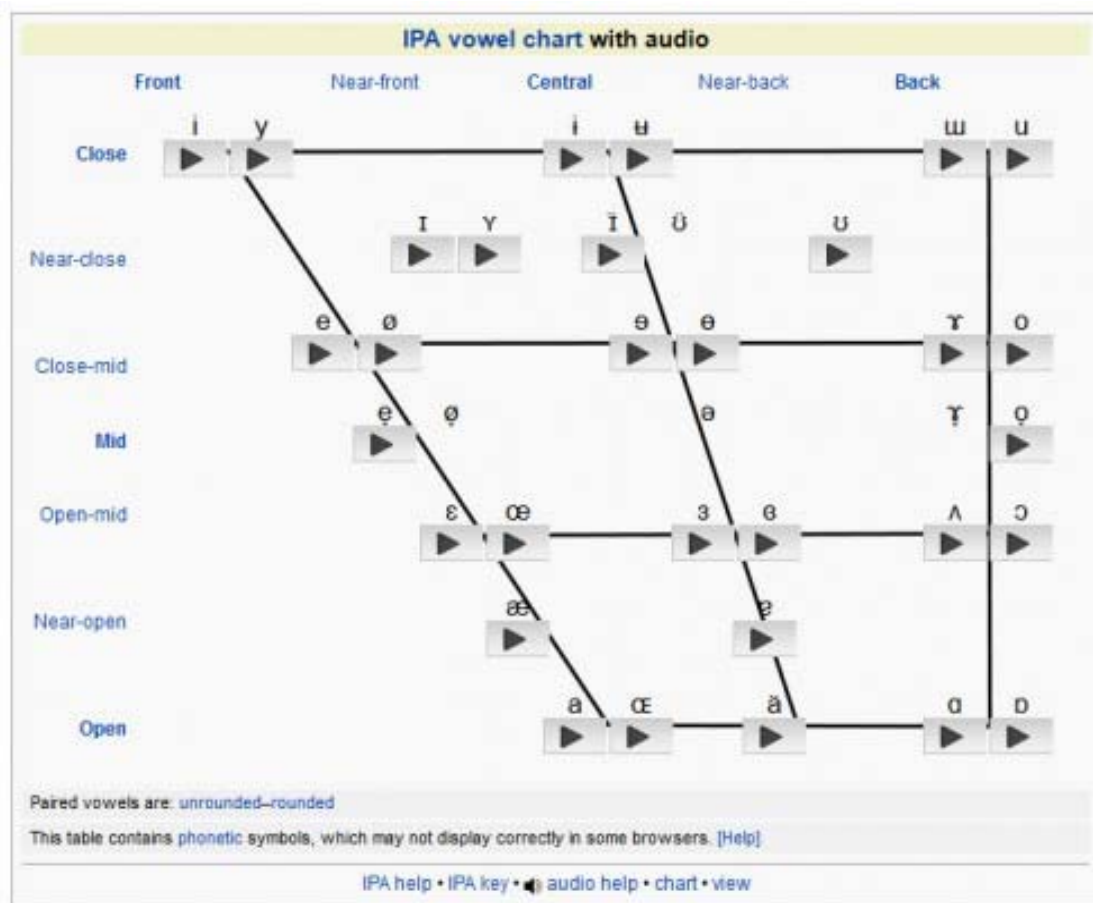 IPA vowel chart with audio
Front Near-front Central Near-back Back
i y ɨ ʉ ɯ u
Close
ɪ ʏ ɪ̈ ʊ̈ ʊ
Near-close
e ø ɘ ɵ ɤ o
Close-mid
e̞ ø̞ ə ɤ̞ o̞
Mid
ɛ œ ɜ ɞ ʌ ɔ
Open-mid
æ ɐ
Near-open
a ɶ ä ɑ ɒ
Open
Paired vowels are: unrounded–rounded
This table contains phonetic symbols, which may not display correctly in some browsers. [Help]
IPA help • IPA key • audio help • chart • view